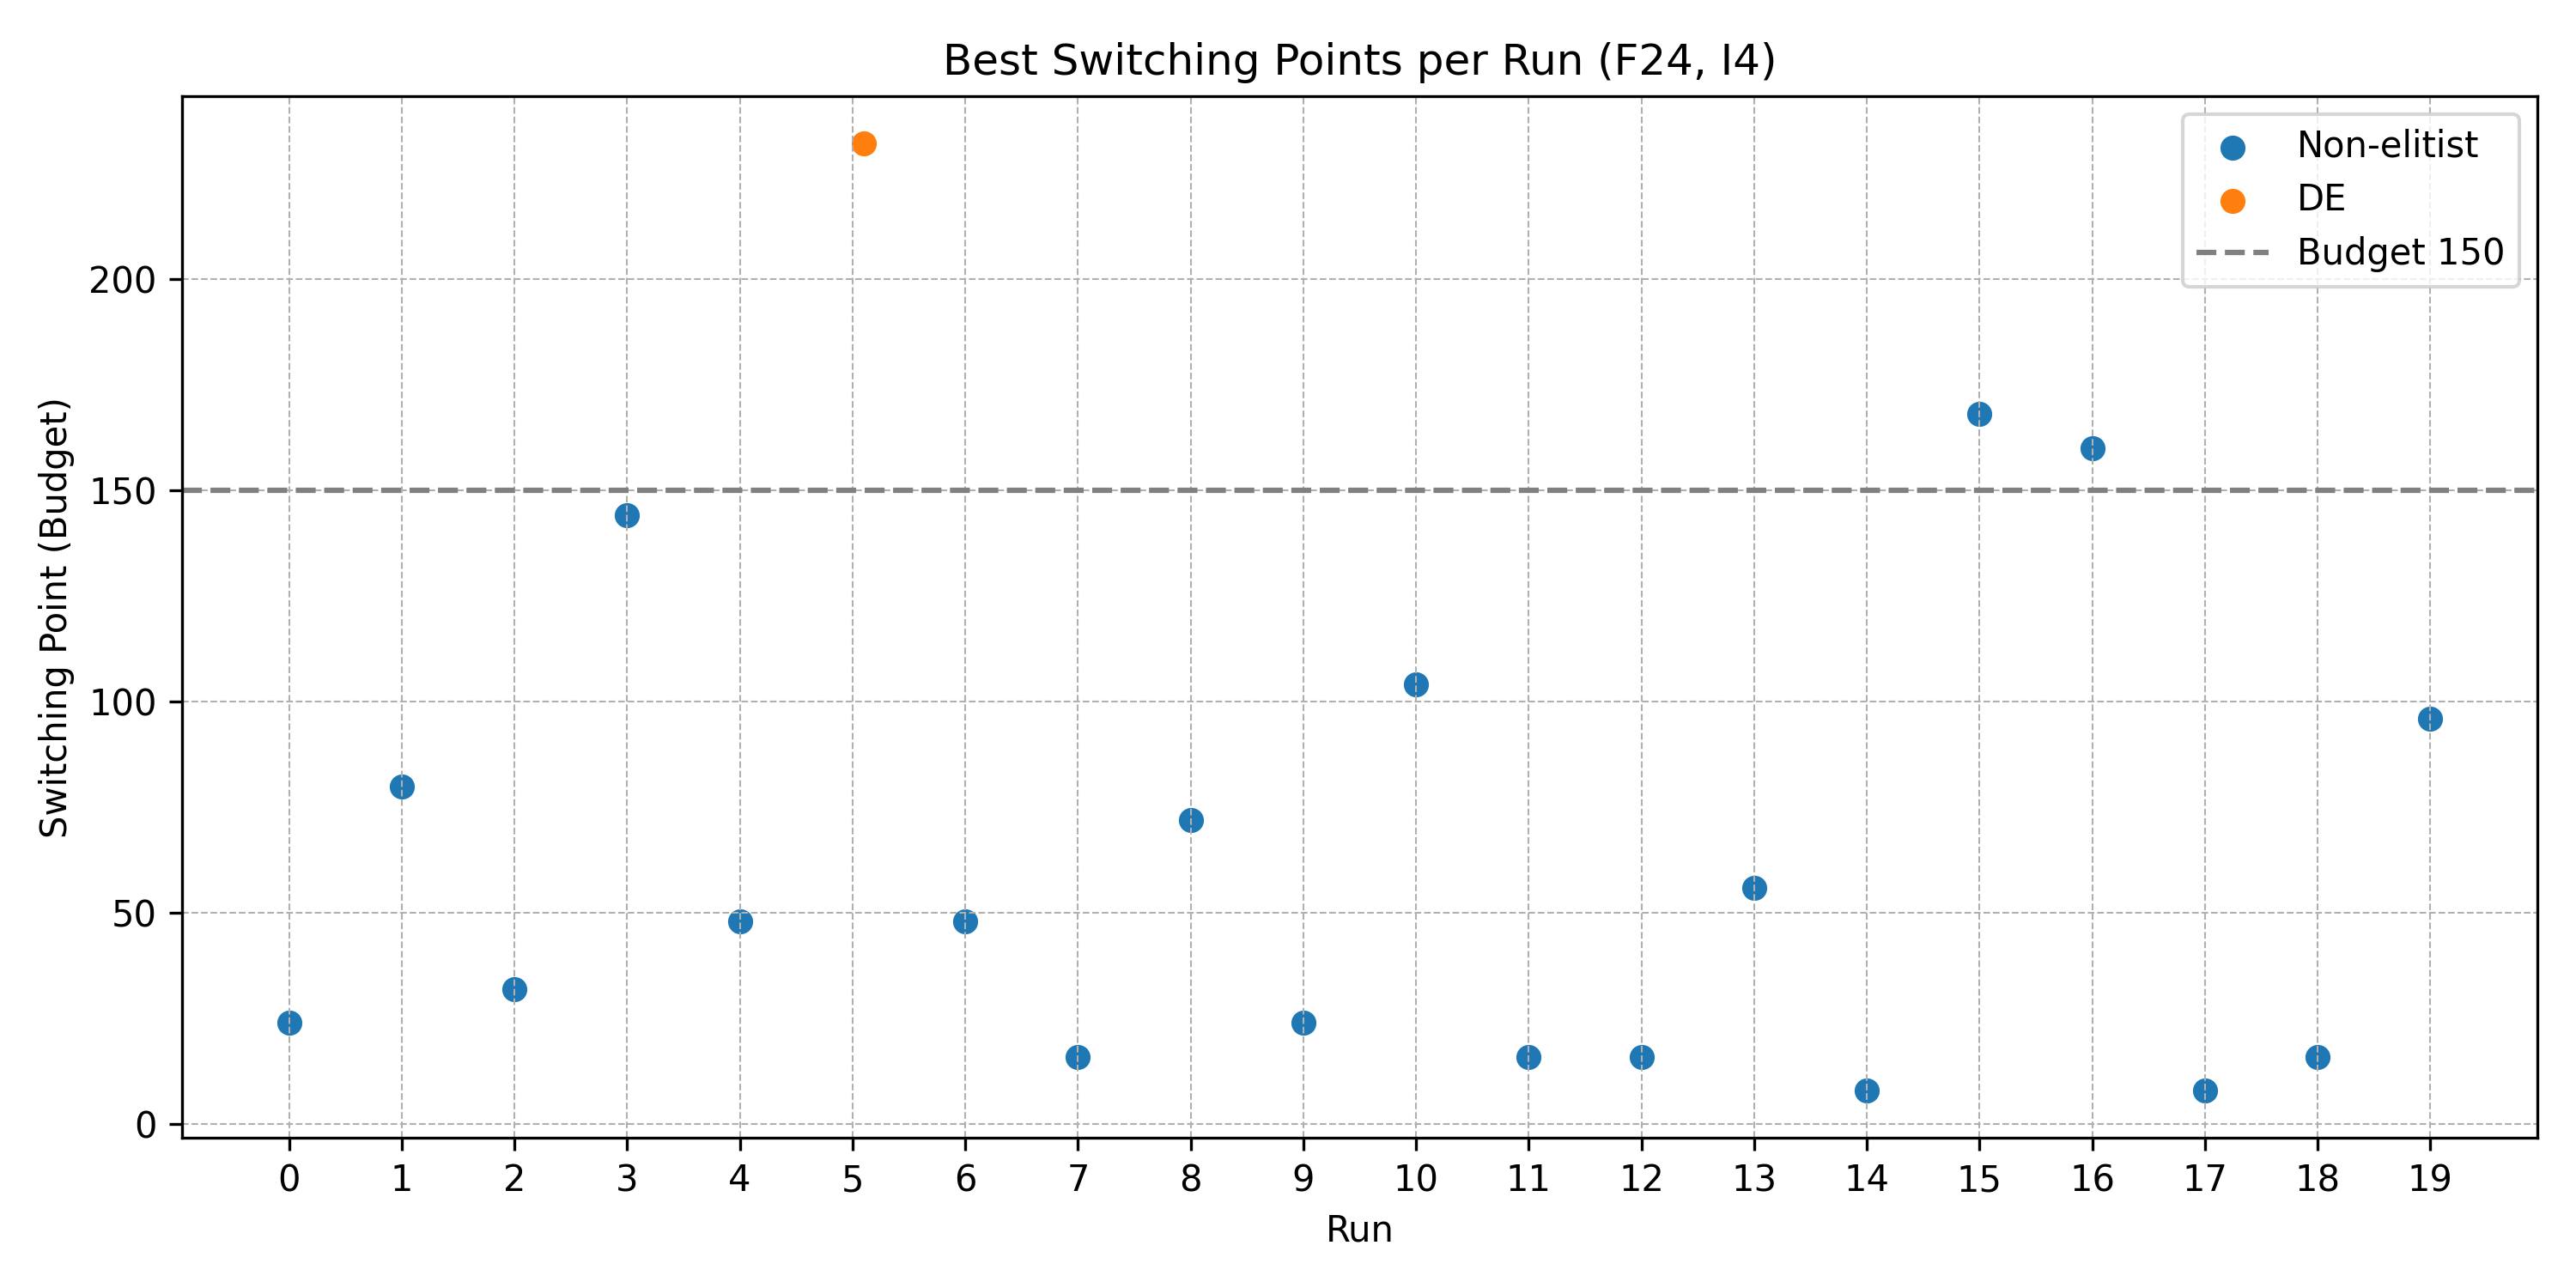 Best Switching Points per Run (F24, I4)
Non-elitist
DE
Budget 150
Switching Point (Budget)
200
150
100
50
0
0 1 2 3 4 5 6 7 8 9 10 11 12 13 14 15 16 17 18 19
Run